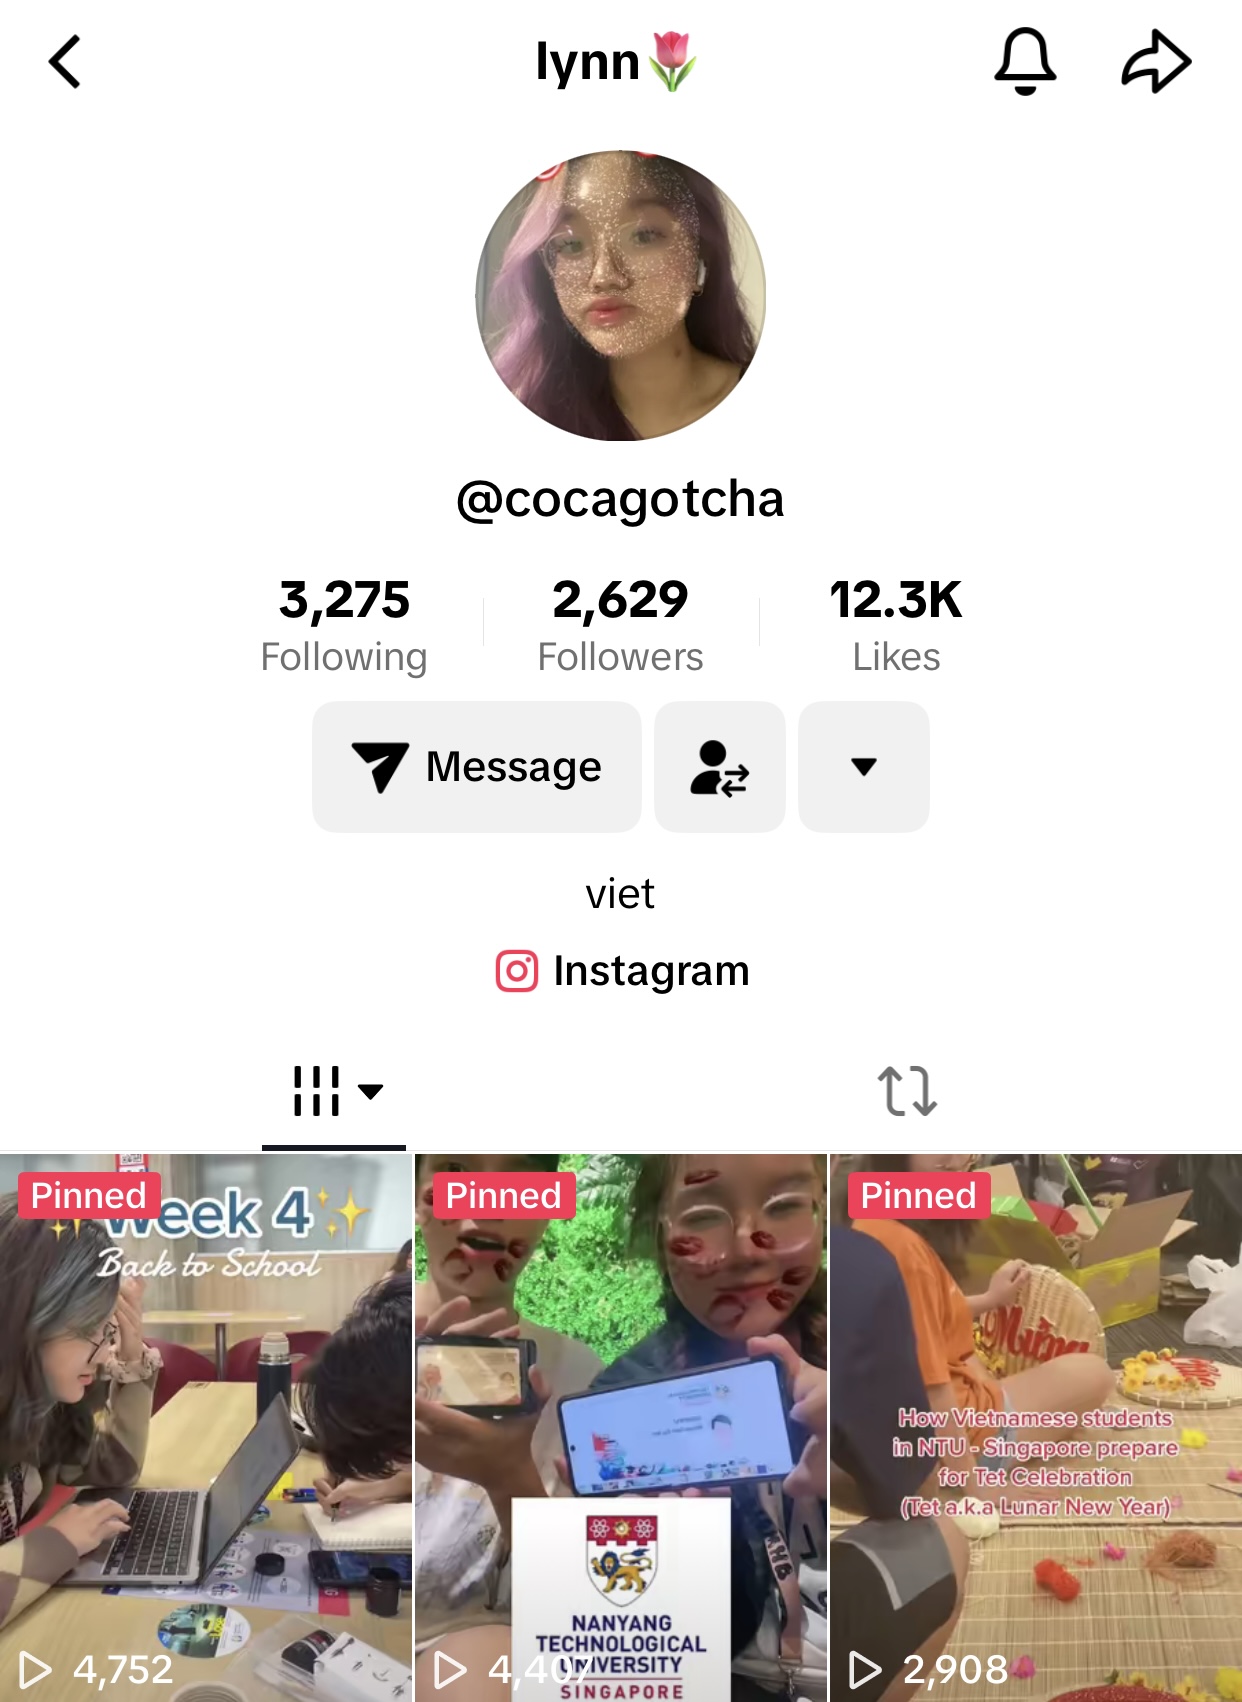 lynn🌷
@cocagotcha
3,275
Following
2,629
Followers
12.3K
Likes
Message
viet
Instagram
Pinned
Week 4
Back to School
4,752
Pinned
NANYANG
TECHNOLOGICAL
UNIVERSITY
SINGAPORE
4,407
Pinned
Mừng
How Vietnamese students
in NTU - Singapore prepare
for Tet Celebration
(Tet a.k.a Lunar New Year)
2,908